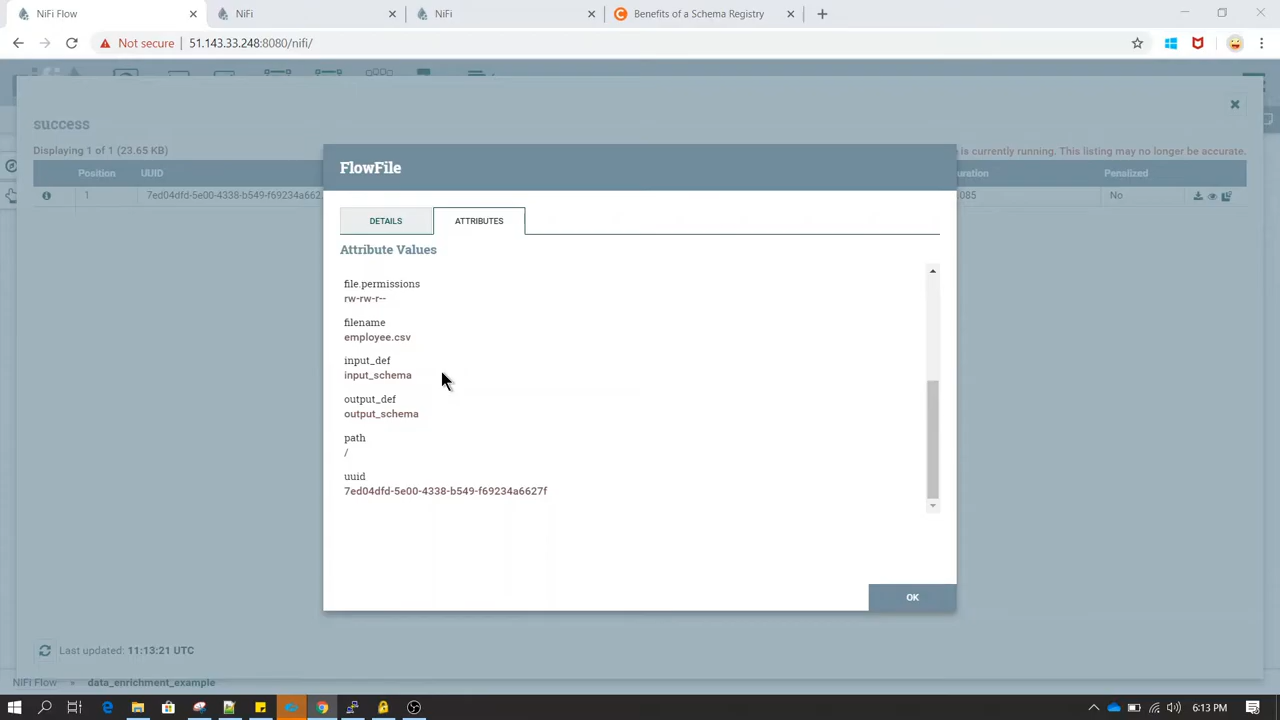 NiFi Flow
NiFi
NiFi
Benefits of a Schema Registry
Not secure
51.143.33.248:8080/nifi/
success
Displaying 1 of 1 (23.65 KB)
is currently running. This listing may no longer be accurate.
Position
UUID
uration
Penalized
1
7ed04dfd-5e00-4338-b549-f69234a662
.085
No
FlowFile
DETAILS
ATTRIBUTES
Attribute Values
file.permissions
rw-rw-r--
filename
employee.csv
input_def
input_schema
output_def
output_schema
path
/
uuid
7ed04dfd-5e00-4338-b549-f69234a6627f
OK
Last updated: 11:13:21 UTC
NiFi Flow » data_enrichment_example
6:13 PM